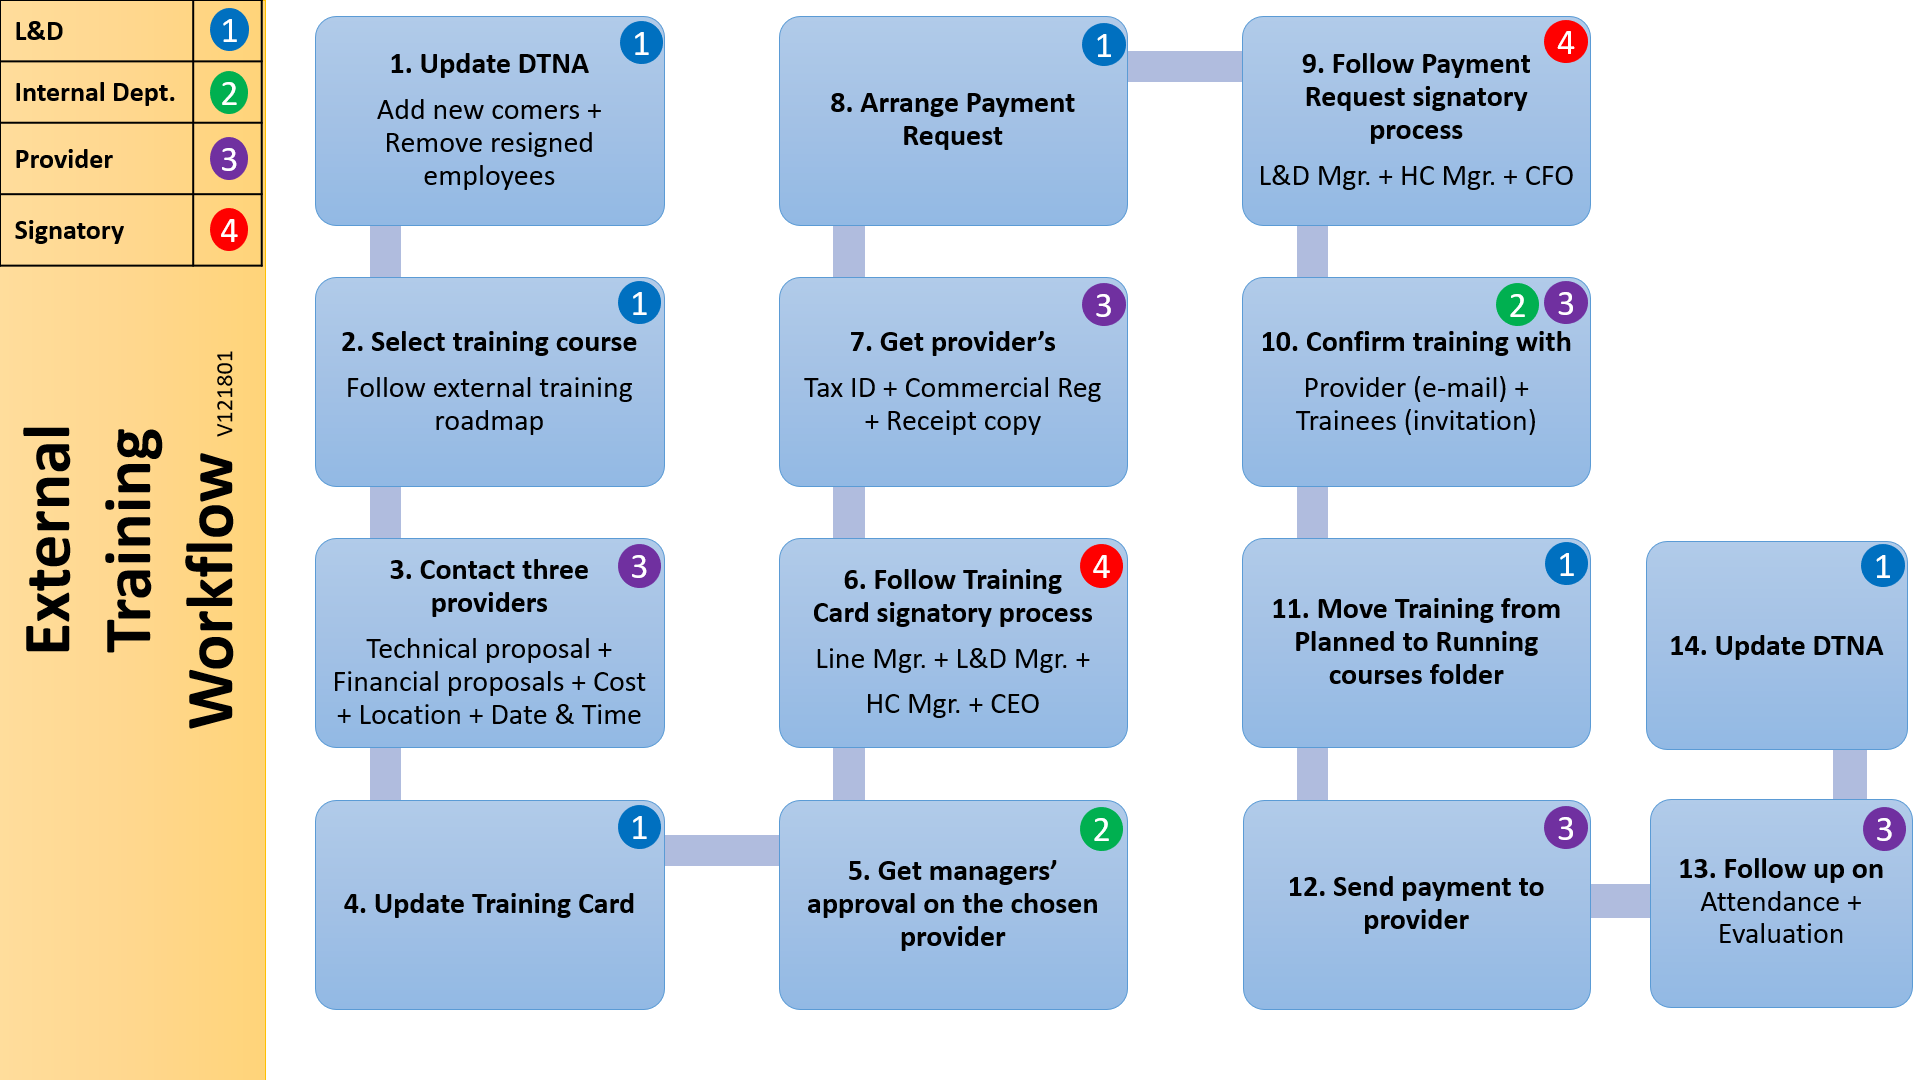 L&D 1
Internal Dept. 2
Provider 3
Signatory 4
External
Training
Workflow V121801
1
1. Update DTNA
Add new comers +
Remove resigned
employees
1
2. Select training course
Follow external training
roadmap
3
3. Contact three
providers
Technical proposal +
Financial proposals + Cost
+ Location + Date & Time
1
4. Update Training Card
2
5. Get managers’
approval on the chosen
provider
4
6. Follow Training
Card signatory process
Line Mgr. + L&D Mgr. +
HC Mgr. + CEO
3
7. Get provider’s
Tax ID + Commercial Reg
+ Receipt copy
1
8. Arrange Payment
Request
4
9. Follow Payment
Request signatory
process
L&D Mgr. + HC Mgr. + CFO
2 3
10. Confirm training with
Provider (e-mail) +
Trainees (invitation)
1
11. Move Training from
Planned to Running
courses folder
3
12. Send payment to
provider
3
13. Follow up on
Attendance +
Evaluation
1
14. Update DTNA